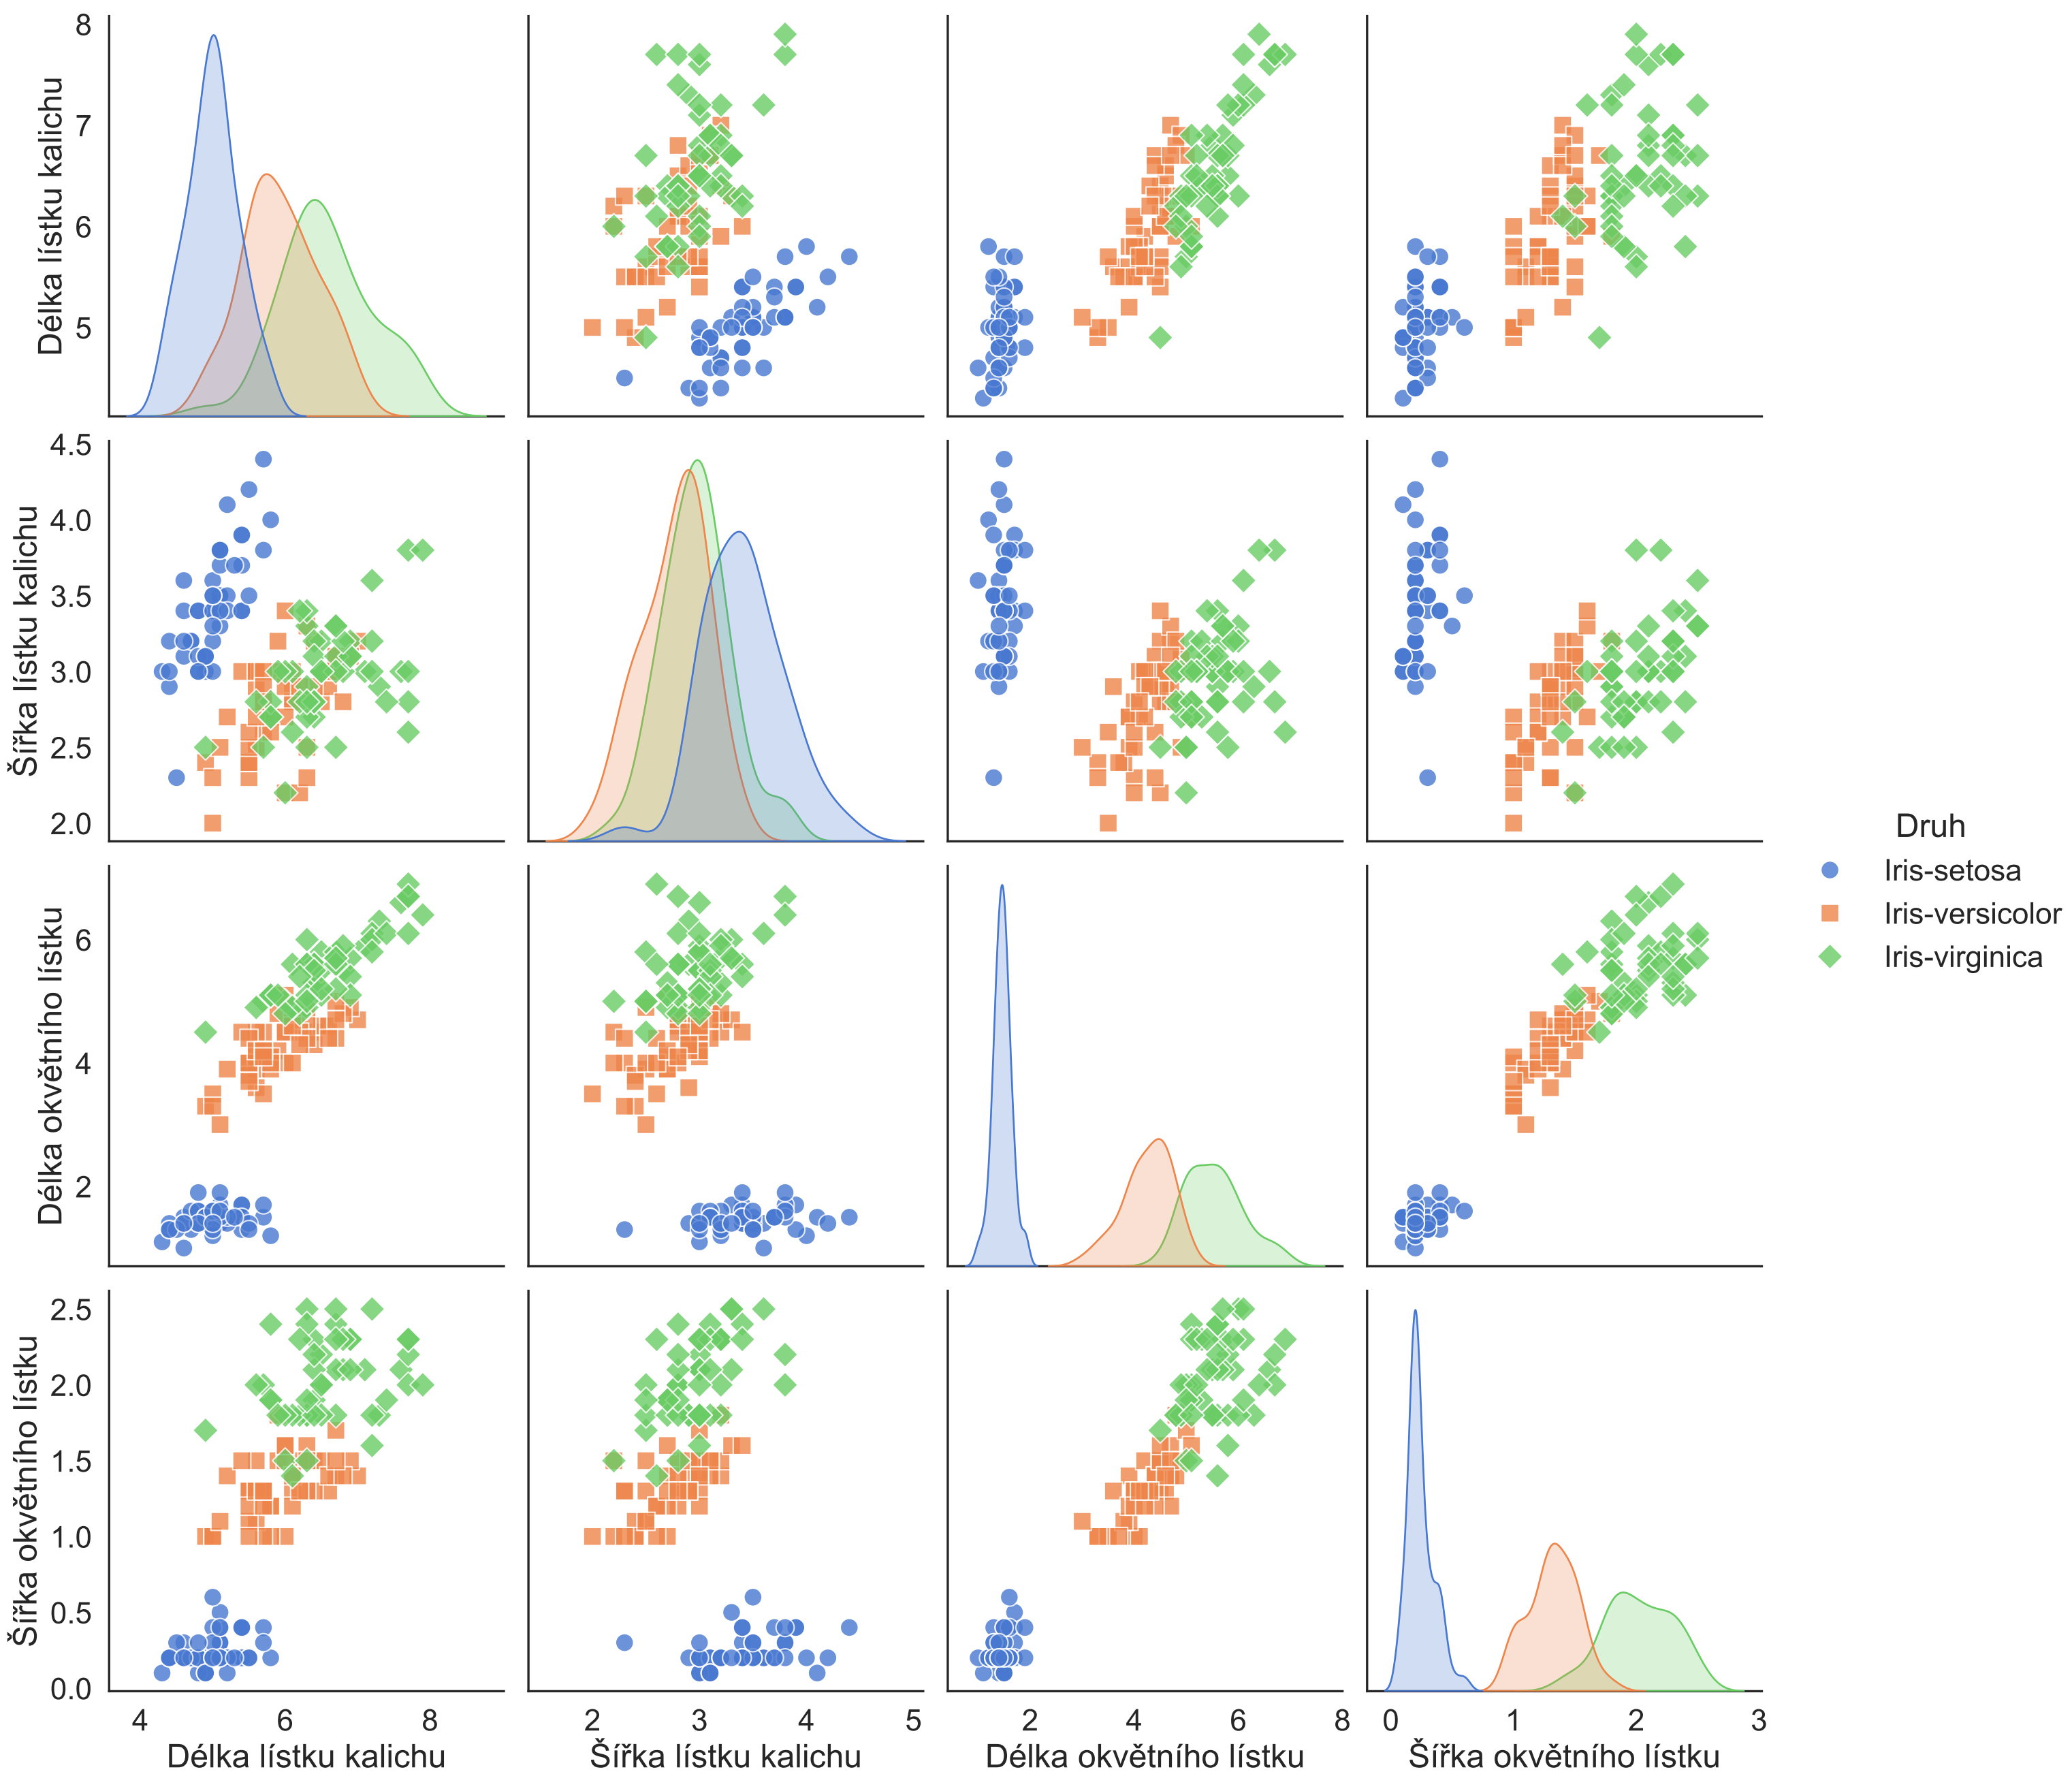 Délka lístku kalichu
8
7
6
5
Šířka lístku kalichu
4.5
4.0
3.5
3.0
2.5
2.0
Délka okvětního lístku
6
4
2
Šířka okvětního lístku
2.5
2.0
1.5
1.0
0.5
0.0
4 6 8
2 3 4 5
2 4 6 8
0 1 2 3
Délka lístku kalichu
Šířka lístku kalichu
Délka okvětního lístku
Šířka okvětního lístku
Druh
Iris-setosa
Iris-versicolor
Iris-virginica